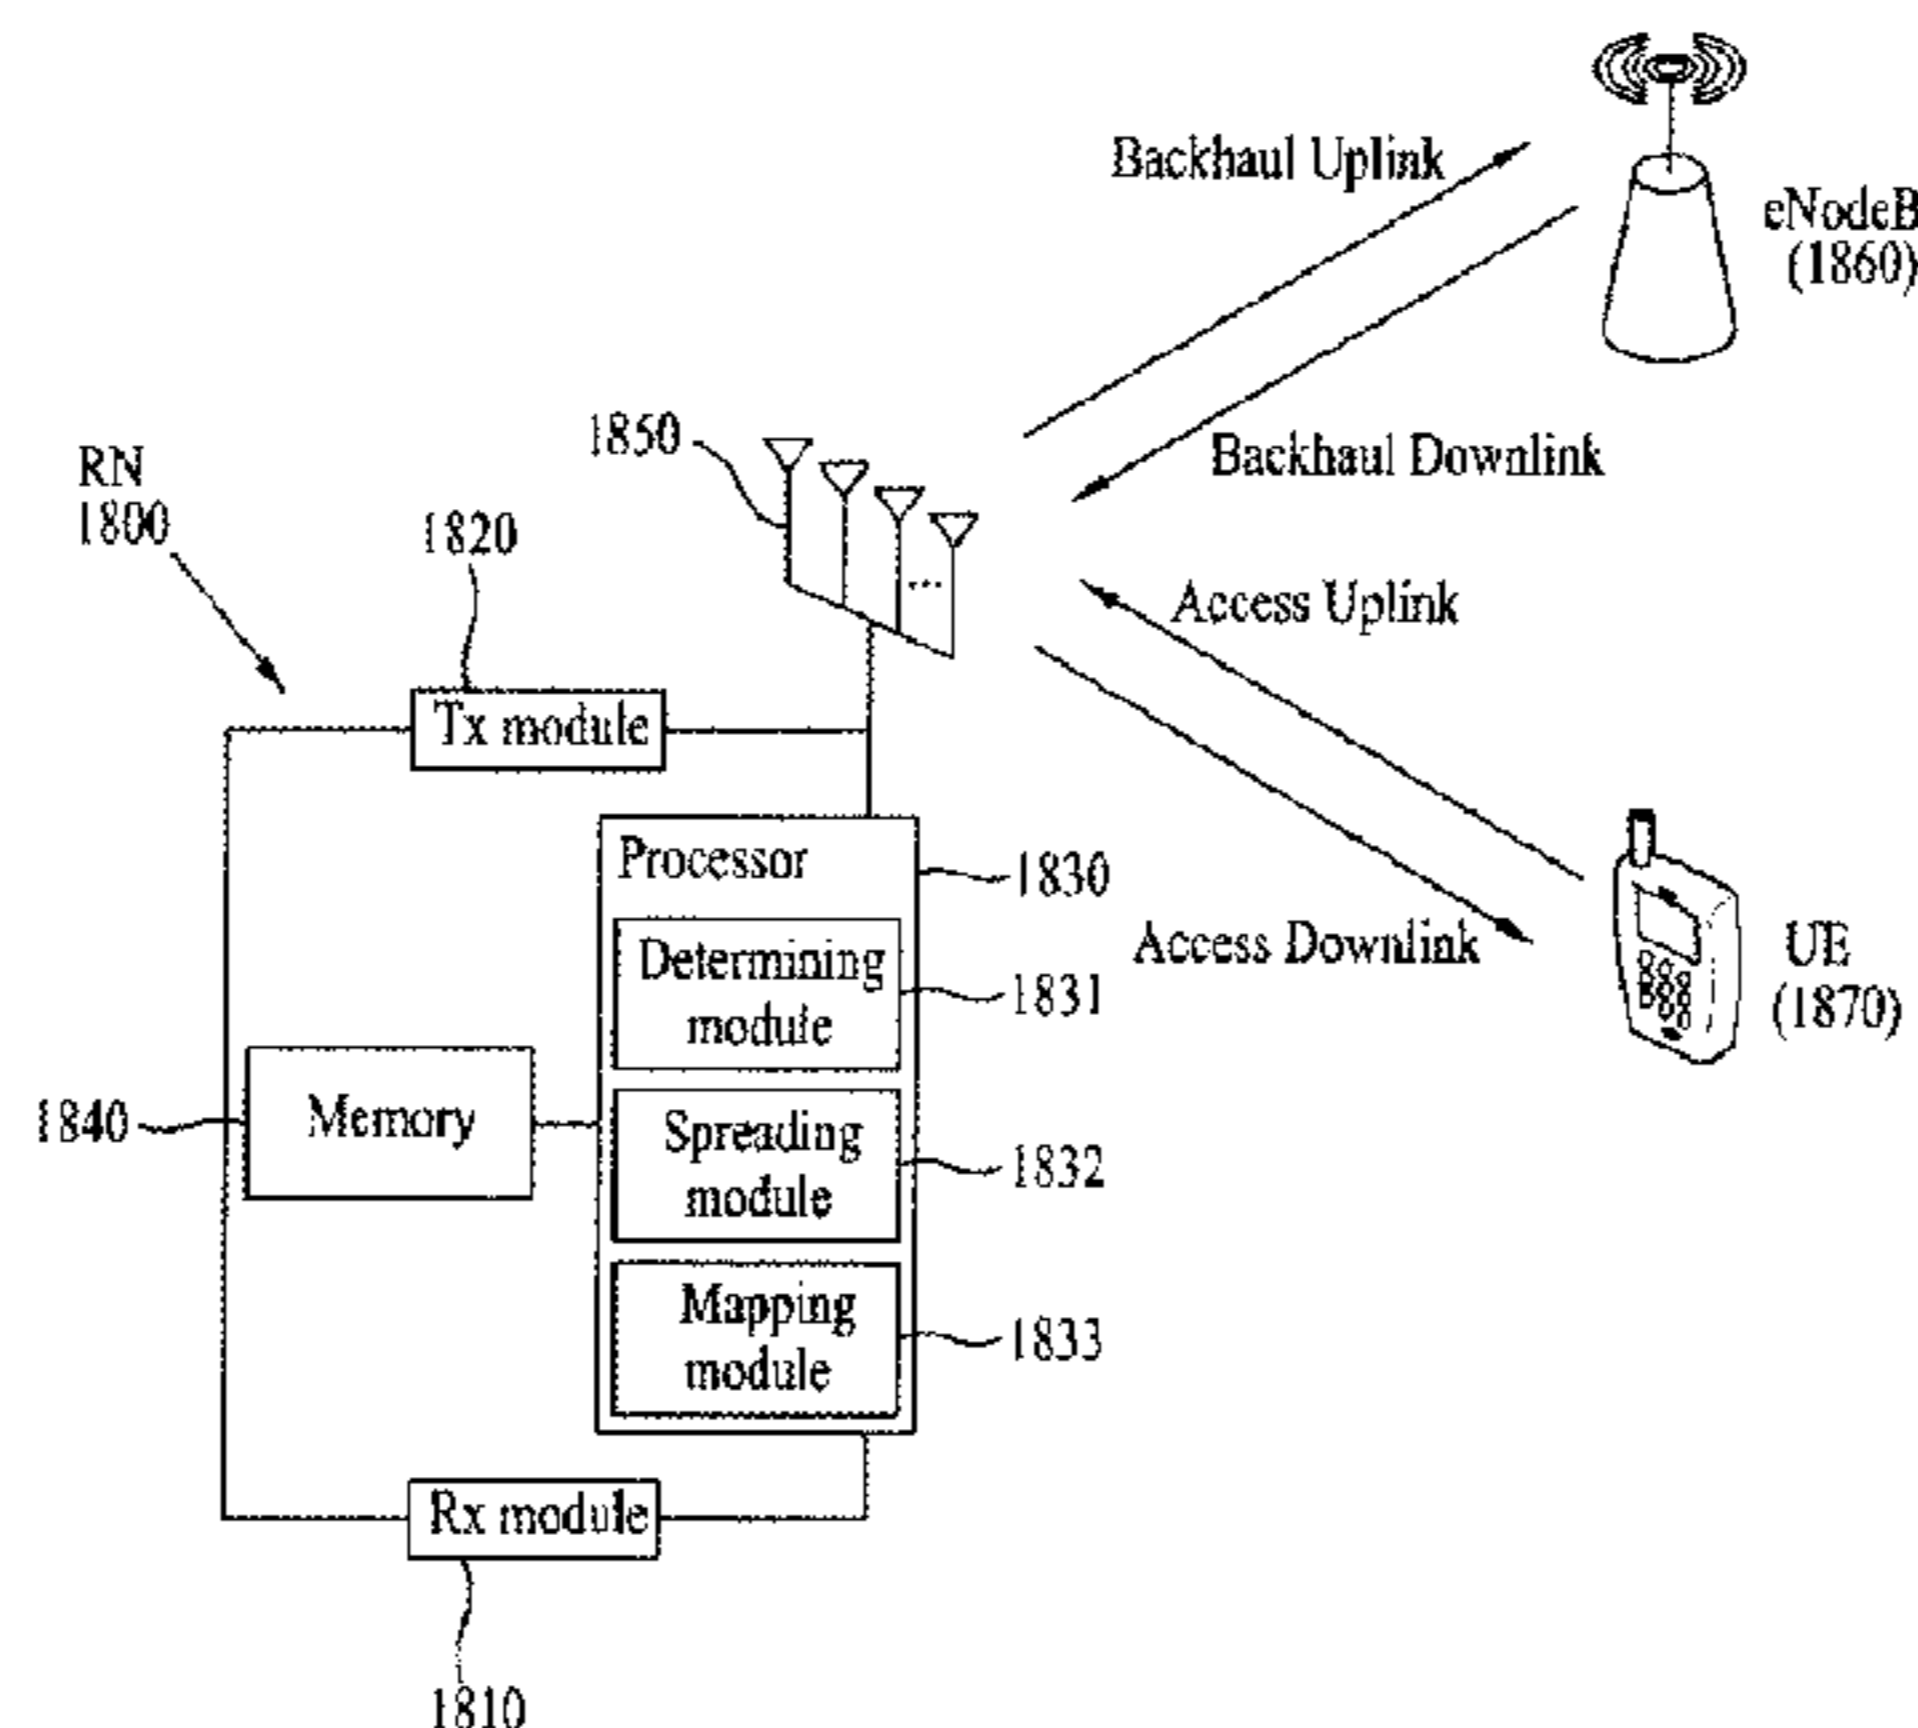 Backhaul Uplink
eNodeB
(1860)
Backhaul Downlink
1850
RN
1800
1820
Access Uplink
Tx module
Processor
1830
Determining
module
1831
Access Downlink
UE
(1870)
Memory
1840
Spreading
module
1832
Mapping
module
1833
Rx module
1810
...